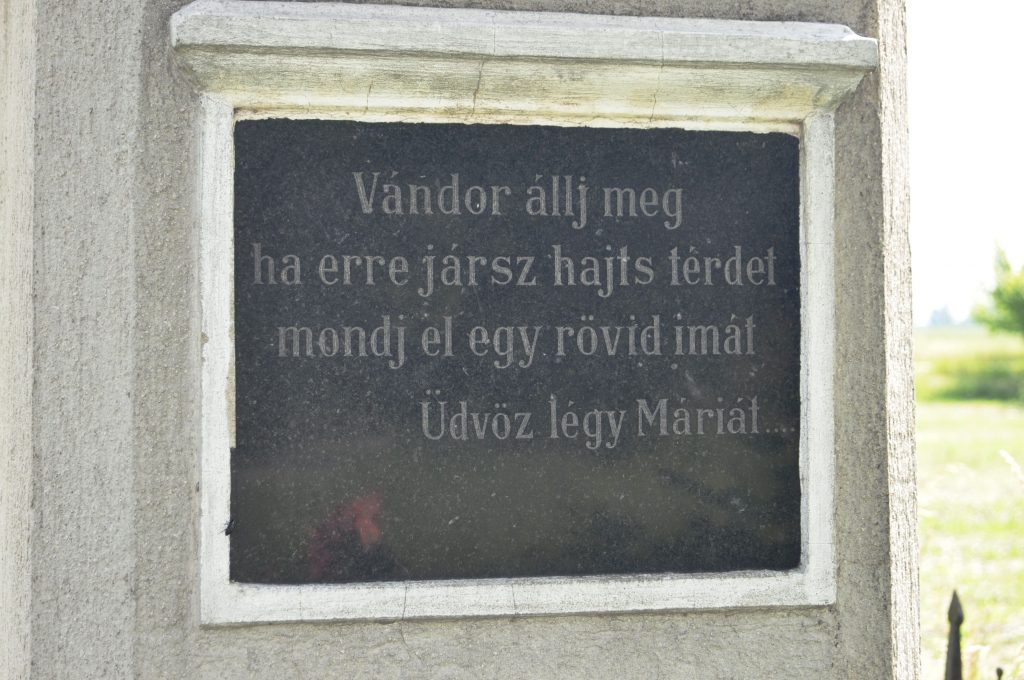 Vándor állj meg
ha erre jársz hajts térdet
mondj el egy rövid imát
Üdvöz légy Máriát....